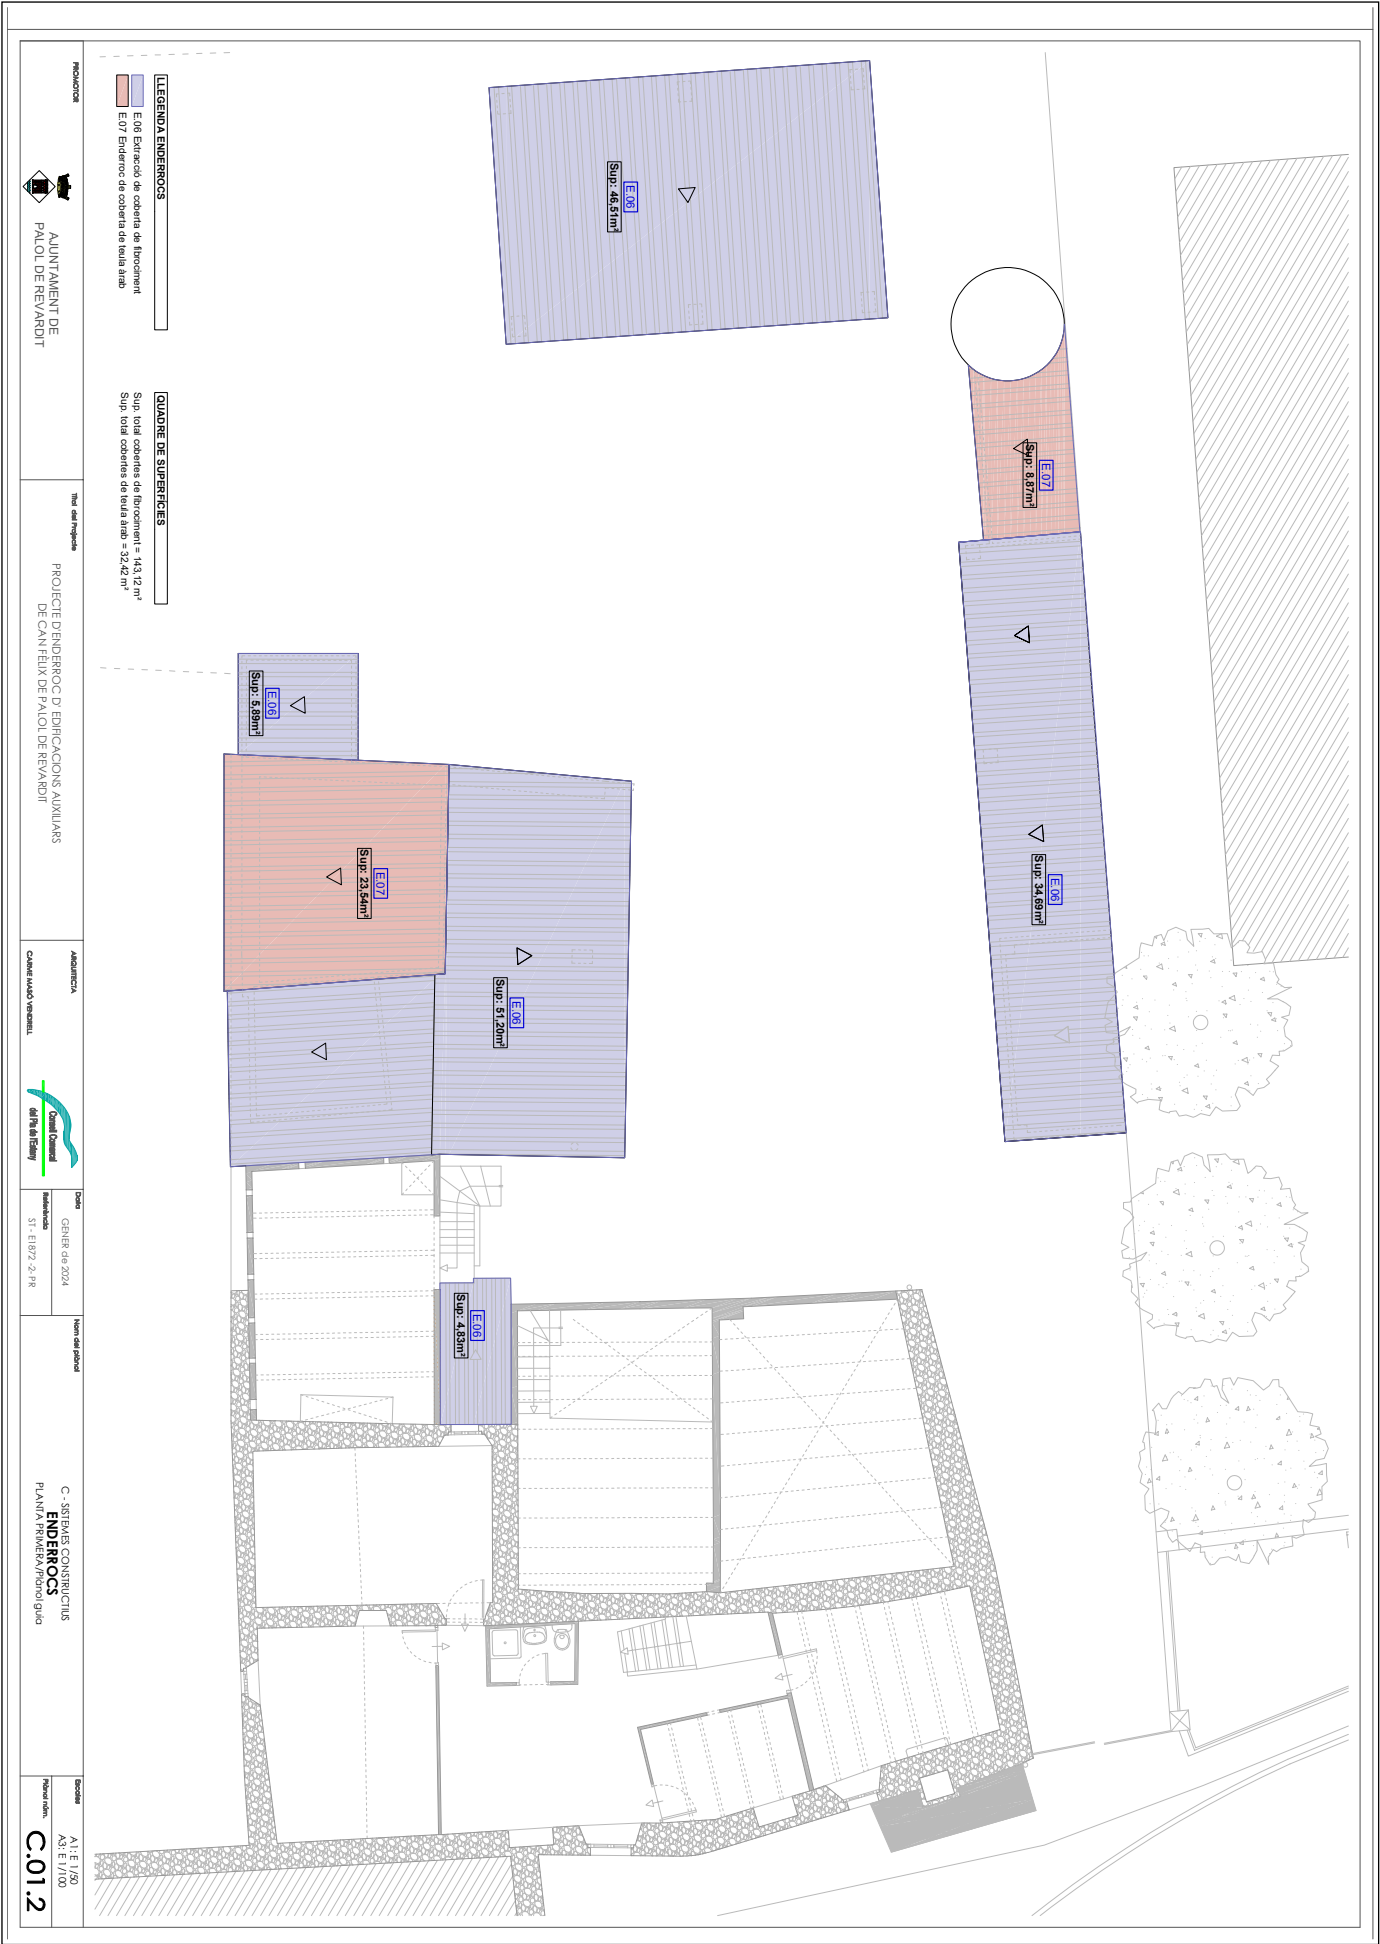 LLEGENDA ENDERROCS
E.06 Extracció de coberta de fibrociment
E.07 Enderroc de coberta de teula àrab
QUADRE DE SUPERFÍCIES
Sup. total cobertes de fibrociment = 143,12 m²
Sup. total cobertes de teula àrab = 32,42 m²
E.06
Sup: 46,51m²
E.07
Sup: 8,87m²
E.06
Sup: 34,69m²
E.06
Sup: 5,89m²
E.07
Sup: 23,54m²
E.06
Sup: 51,20m²
E.06
Sup: 4,83m²
PROMOTOR
AJUNTAMENT DE
PALOL DE REVARDIT
Títol del Projecte
PROJECTE D'ENDERROC D' EDIFICACIONS AUXILIARS
DE CAN FÈLIX DE PALOL DE REVARDIT
ARQUITECTA
CARME MASÓ VENDRELL
Consell Comarcal
del Pla de l'Estany
Data
GENER de 2024
Referència
ST - E1872 -2- PR
Nom del plànol
C - SISTEMES CONSTRUCTIUS
ENDERROCS
PLANTA PRIMERA/Plànol guia
Escales
A1: E 1/50
A3: E 1/100
Plànol núm.
C.01.2